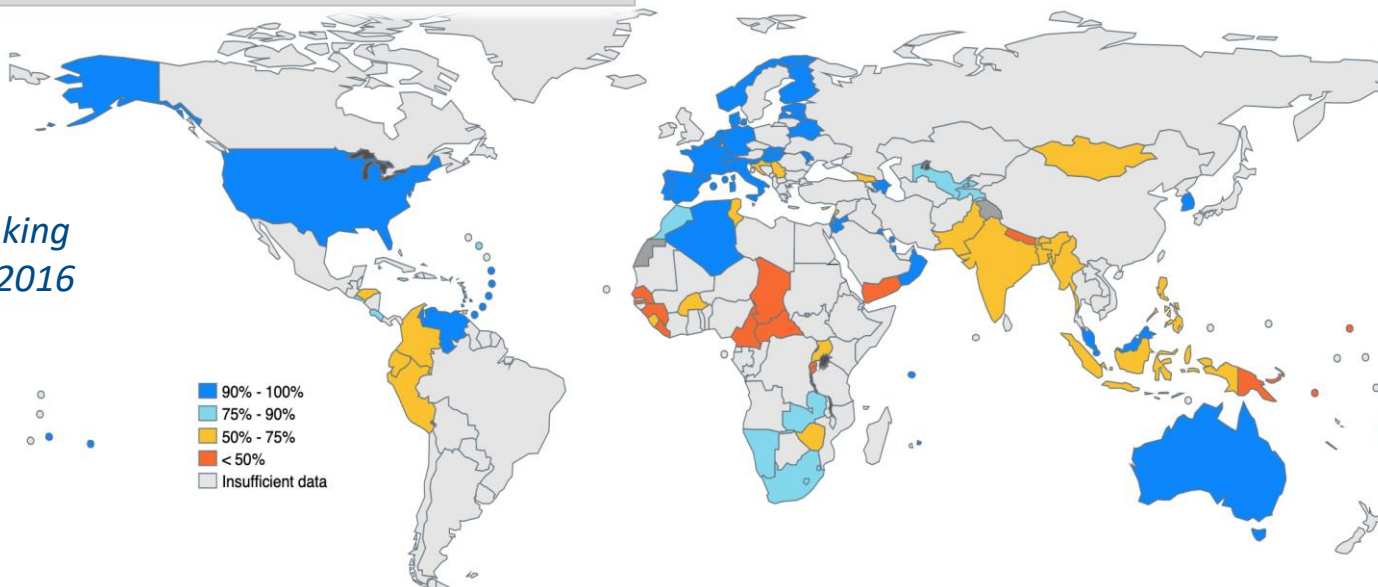 king
2016
90% - 100%
75% - 90%
50% - 75%
< 50%
Insufficient data